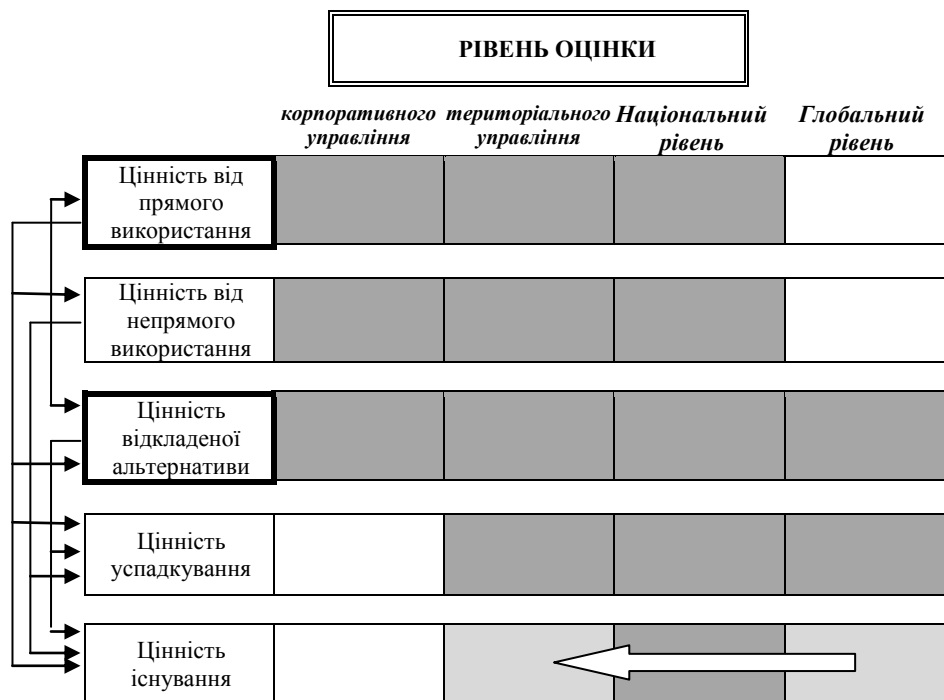 РІВЕНЬ ОЦІНКИ
корпоративного управління
територіального управління
Національний рівень
Глобальний рівень
Цінність від
прямого
використання
Цінність від
непрямого
використання
Цінність
відкладеної
альтернативи
Цінність
успадкування
Цінність
існування